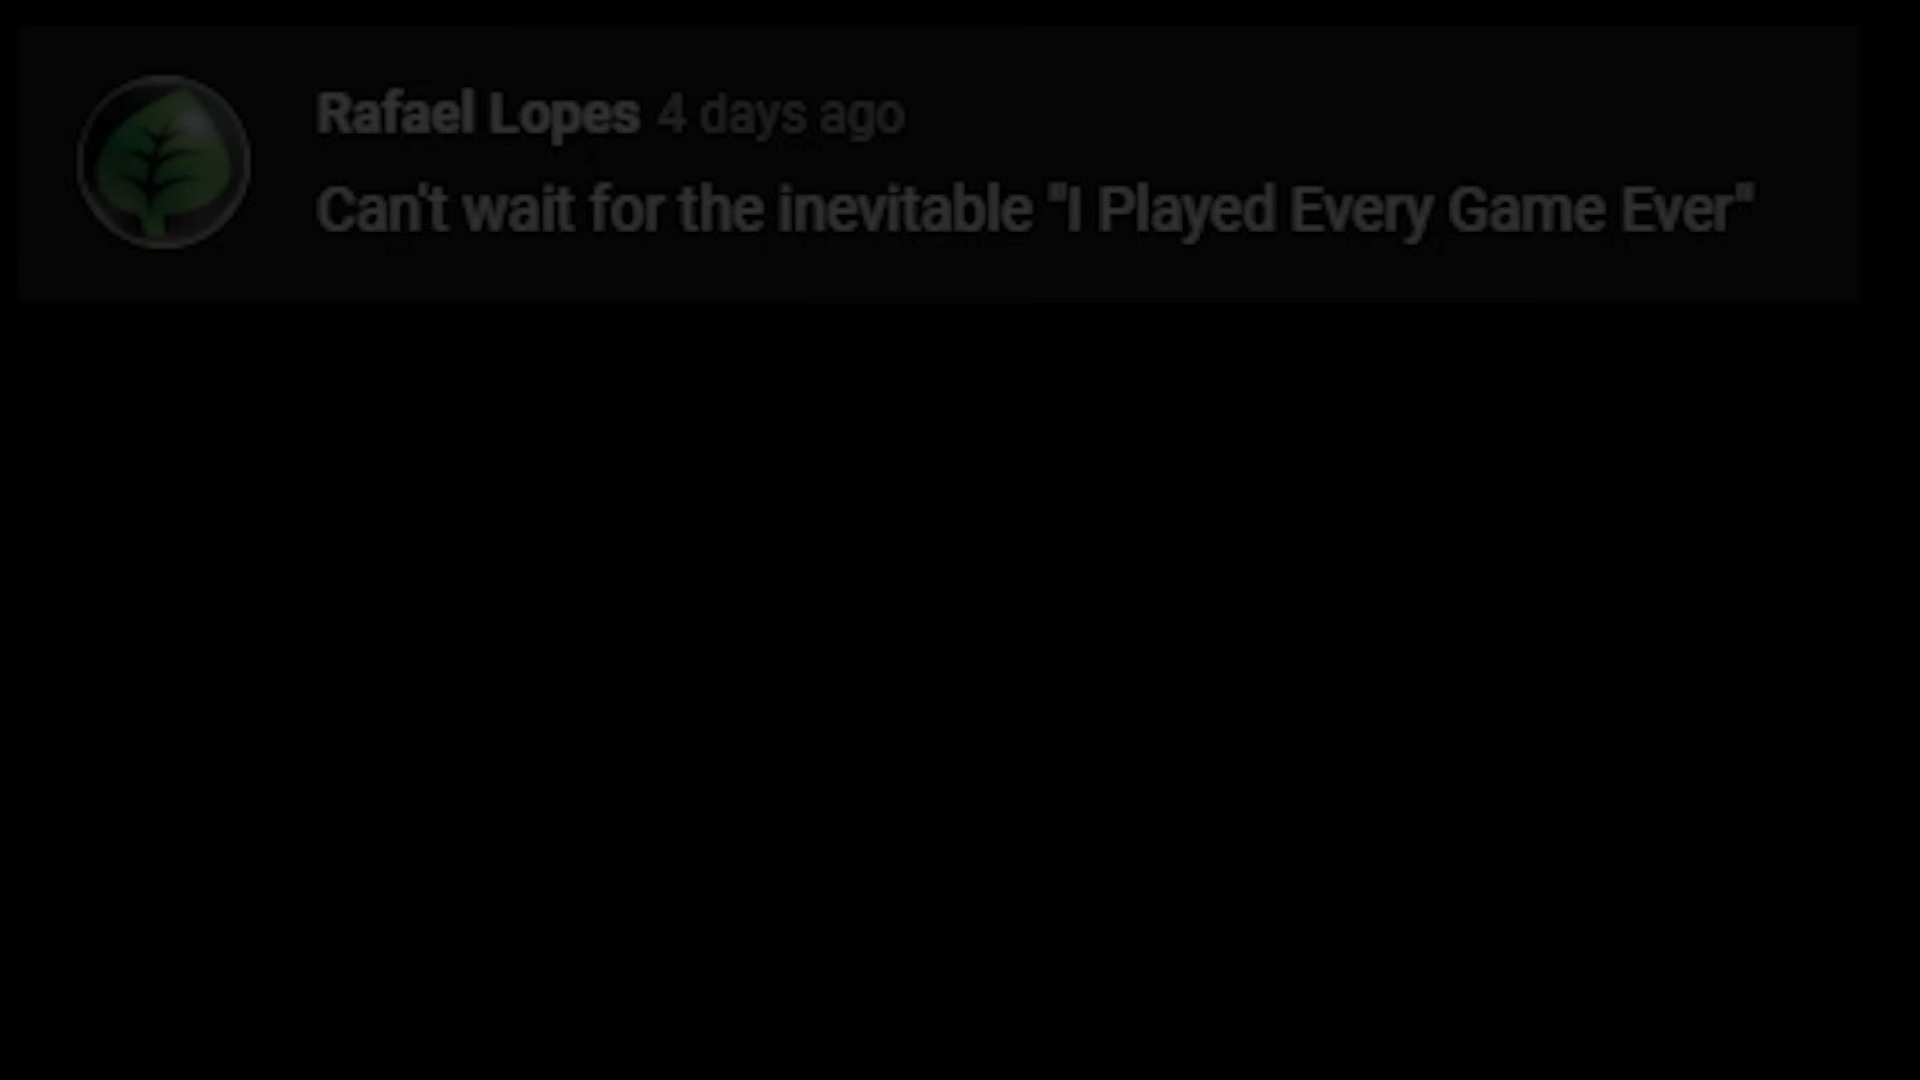 Rafael Lopes 4 days ago
Can't wait for the inevitable "I Played Every Game Ever"